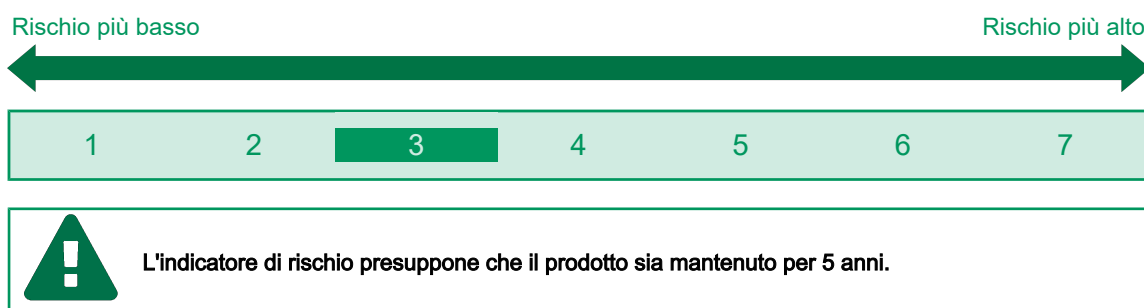 Rischio più basso Rischio più alto
1 2 3 4 5 6 7
L'indicatore di rischio presuppone che il prodotto sia mantenuto per 5 anni.